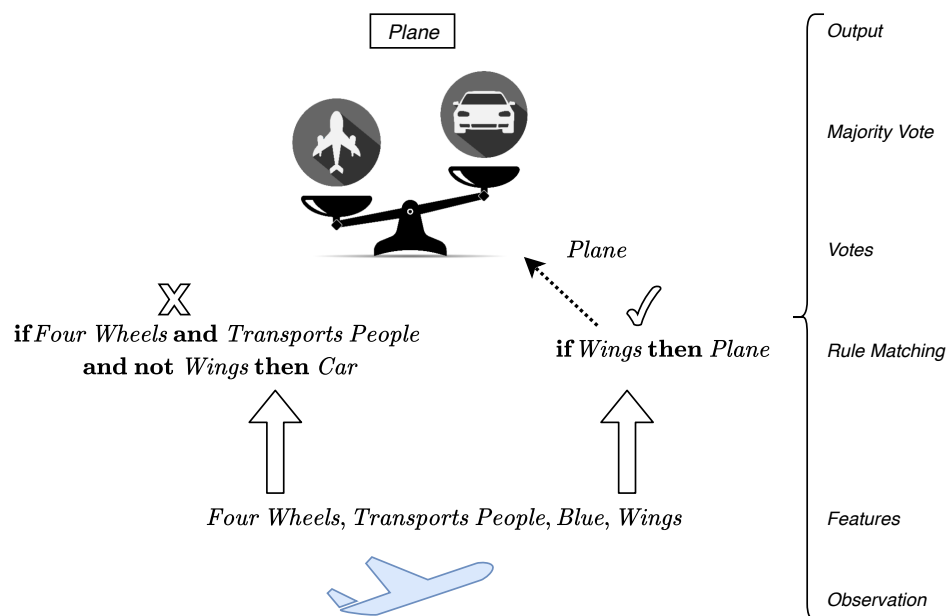 Plane
Output
Majority Vote
Plane
Votes
if Four Wheels and Transports People
and not Wings then Car
if Wings then Plane
Rule Matching
Four Wheels, Transports People, Blue, Wings
Features
Observation